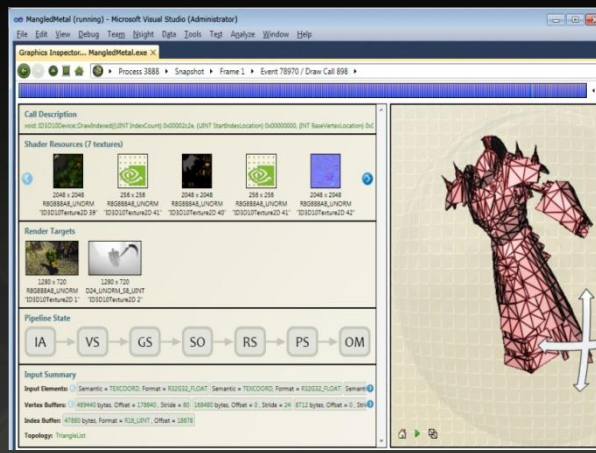 MangledMetal (running) - Microsoft Visual Studio (Administrator)
File Edit View Debug Team Nsight Data Tools Test Analyze Window Help
Graphics Inspector... MangledMetal.exe X
Process 3888 Snapshot Frame 1 Event 78970 / Draw Call 898
Call Description
void ID3D10Device::DrawIndexed({UINT IndexCount} 0x00002c2e, {UINT StartIndexLocation} 0x00000000, {INT BaseVertexLocation} 0x0
Shader Resources (7 textures)
2048 x 2048 256 x 256 2048 x 2048 256 x 256 2048 x 2048
R8G8B8A8_UNORM R8G8B8A8_UNORM R8G8B8A8_UNORM R8G8B8A8_UNORM R8G8B8A8_UNORM
"ID3D10Texture2D 39" "ID3D10Texture2D 41" "ID3D10Texture2D 40" "ID3D10Texture2D 41" "ID3D10Texture2D 42"
Render Targets
1280 x 720 1280 x 720
R8G8B8A8_UNORM D24_UNORM_S8_UINT
"ID3D10Texture2D 1" "ID3D10Texture2D 2"
Pipeline State
IA VS GS SO RS PS OM
Input Summary
Input Elements: Semantic = TEXCOORD, Format = R32G32_FLOAT Semantic = TEXCOORD, Format = R32G32_FLOAT Semanti
Vertex Buffers: 489440 bytes, Offset = 179840, Stride = 80 168480 bytes, Offset = 0, Stride = 24 8712 bytes, Offset = 0, Stri
Index Buffer: 47880 bytes, Format = R16_UINT, Offset = 18678
Topology: TriangleList